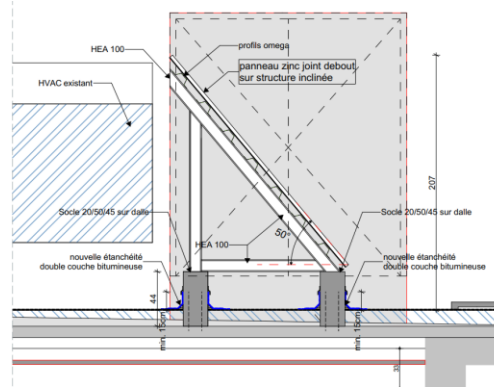 HEA 100
profils omega
panneau zinc joint debout
sur structure inclinée
HVAC existant
207
Socle 20/50/45 sur dalle
Socle 20/50/45 sur dalle
50°
HEA 100
nouvelle étanchéité
double couche bitumineuse
nouvelle étanchéité
double couche bitumineuse
44
min. 15cm
min. 15cm
33